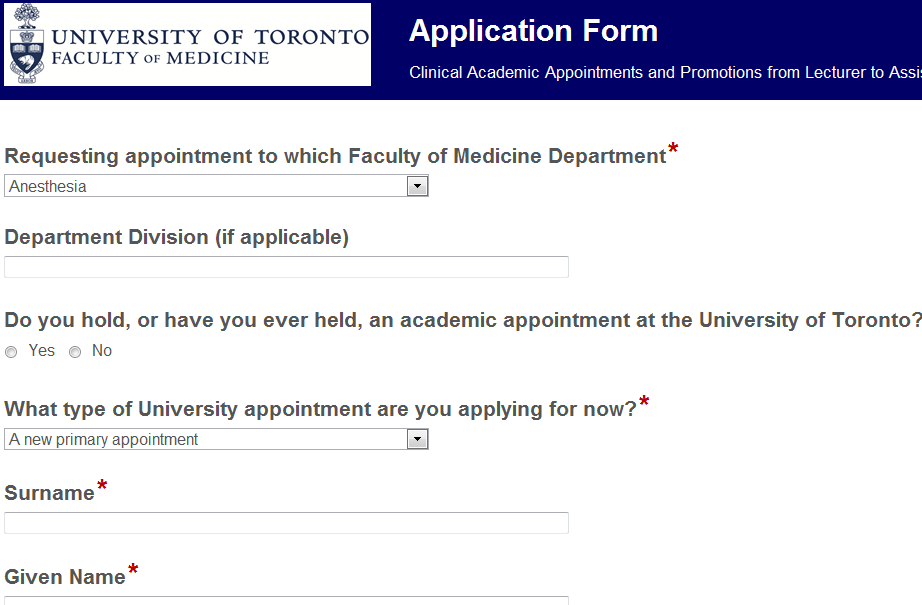 UNIVERSITY OF TORONTO
FACULTY OF MEDICINE
Application Form
Clinical Academic Appointments and Promotions from Lecturer to Assi
Requesting appointment to which Faculty of Medicine Department*
Anesthesia
Department Division (if applicable)
Do you hold, or have you ever held, an academic appointment at the University of Toronto?
Yes No
What type of University appointment are you applying for now?*
A new primary appointment
Surname*
Given Name*